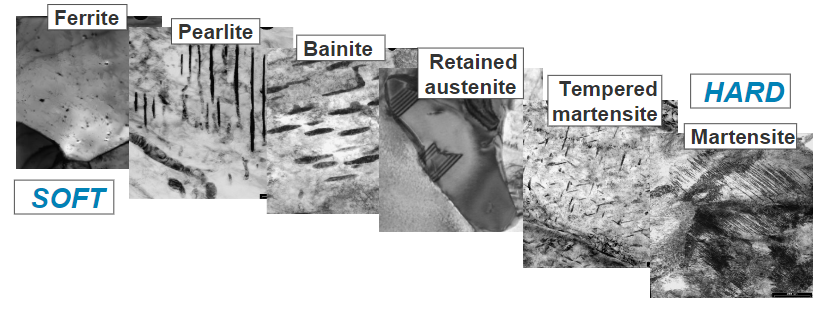 Ferrite
Pearlite
Bainite
Retained
austenite
Tempered
martensite
HARD
Martensite
SOFT